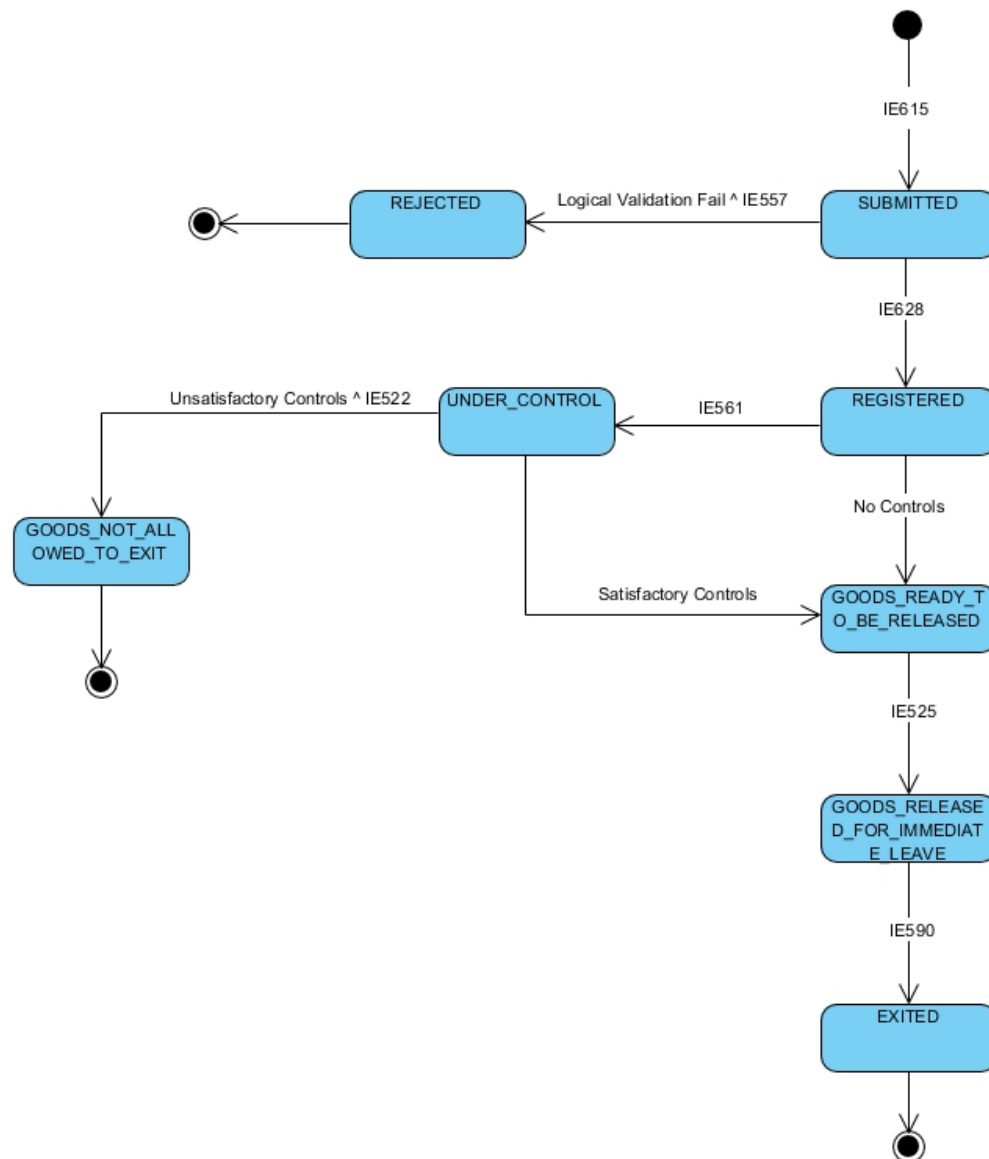 IE615
REJECTED
Logical Validation Fail ^ IE557
SUBMITTED
IE628
Unsatisfactory Controls ^ IE522
UNDER_CONTROL
IE561
REGISTERED
No Controls
GOODS_NOT_ALL
OWED_TO_EXIT
Satisfactory Controls
GOODS_READY_T
O_BE_RELEASED
IE525
GOODS_RELEASE
D_FOR_IMMEDIAT
E_LEAVE
IE590
EXITED